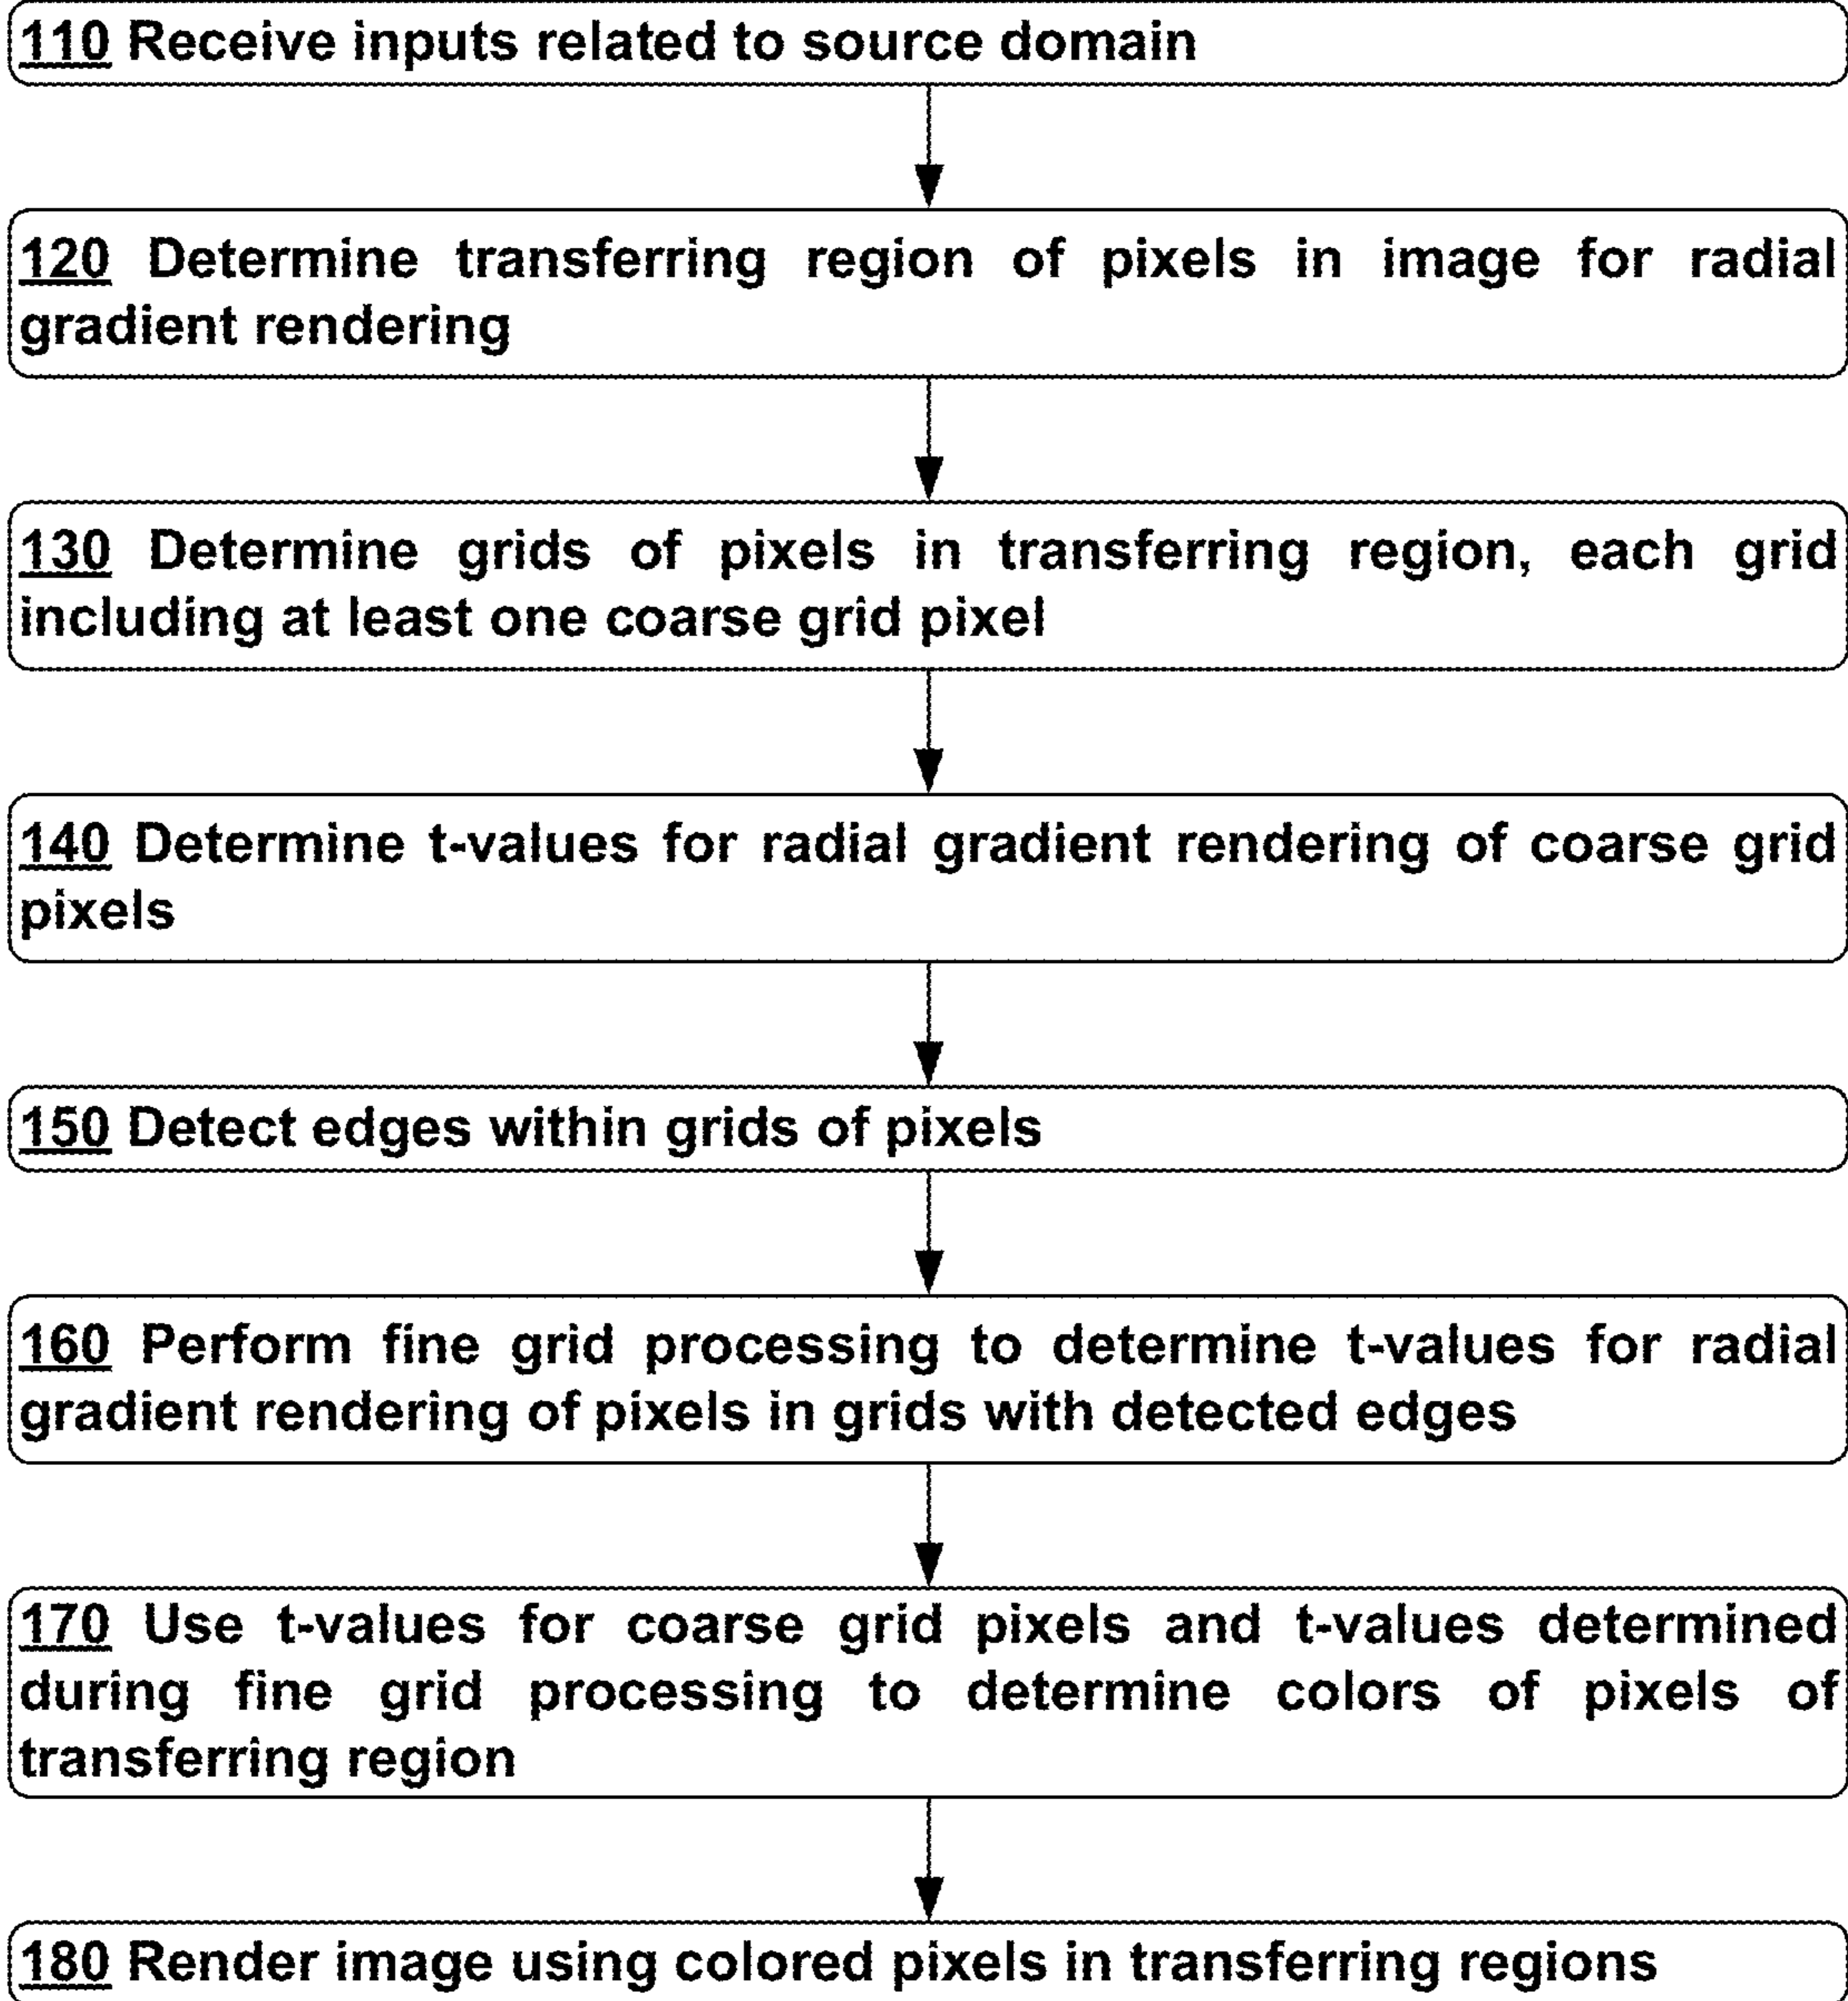 110 Receive inputs related to source domain
120 Determine transferring region of pixels in image for radial
gradient rendering
130 Determine grids of pixels in transferring region, each grid
including at least one coarse grid pixel
140 Determine t-values for radial gradient rendering of coarse grid
pixels
150 Detect edges within grids of pixels
160 Perform fine grid processing to determine t-values for radial
gradient rendering of pixels in grids with detected edges
170 Use t-values for coarse grid pixels and t-values determined
during fine grid processing to determine colors of pixels of
transferring region
180 Render image using colored pixels in transferring regions